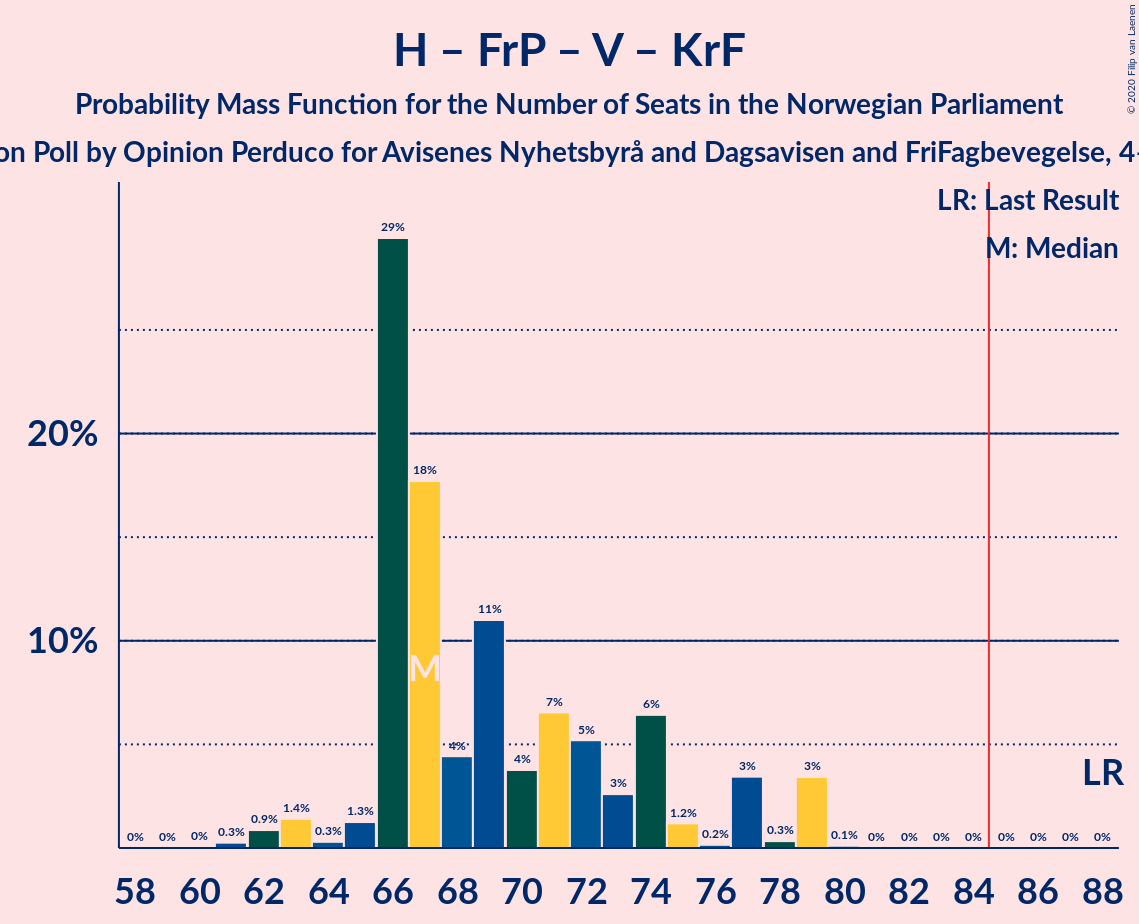 H – FrP – V – KrF
Probability Mass Function for the Number of Seats in the Norwegian Parliament
on Poll by Opinion Perduco for Avisenes Nyhetsbyrå and Dagsavisen and FriFagbevegelse, 4-
© 2020 Filip van Laenen
LR: Last Result
M: Median
20%
10%
0% 0% 0% 0.3% 0.9% 1.4% 0.3% 1.3% 29% 18% 4% 11% 4% 7% 5% 3% 6% 1.2% 0.2% 3% 0.3% 3% 0.1% 0% 0% 0% 0% 0% 0% 0% 0%
M
LR
58 60 62 64 66 68 70 72 74 76 78 80 82 84 86 88